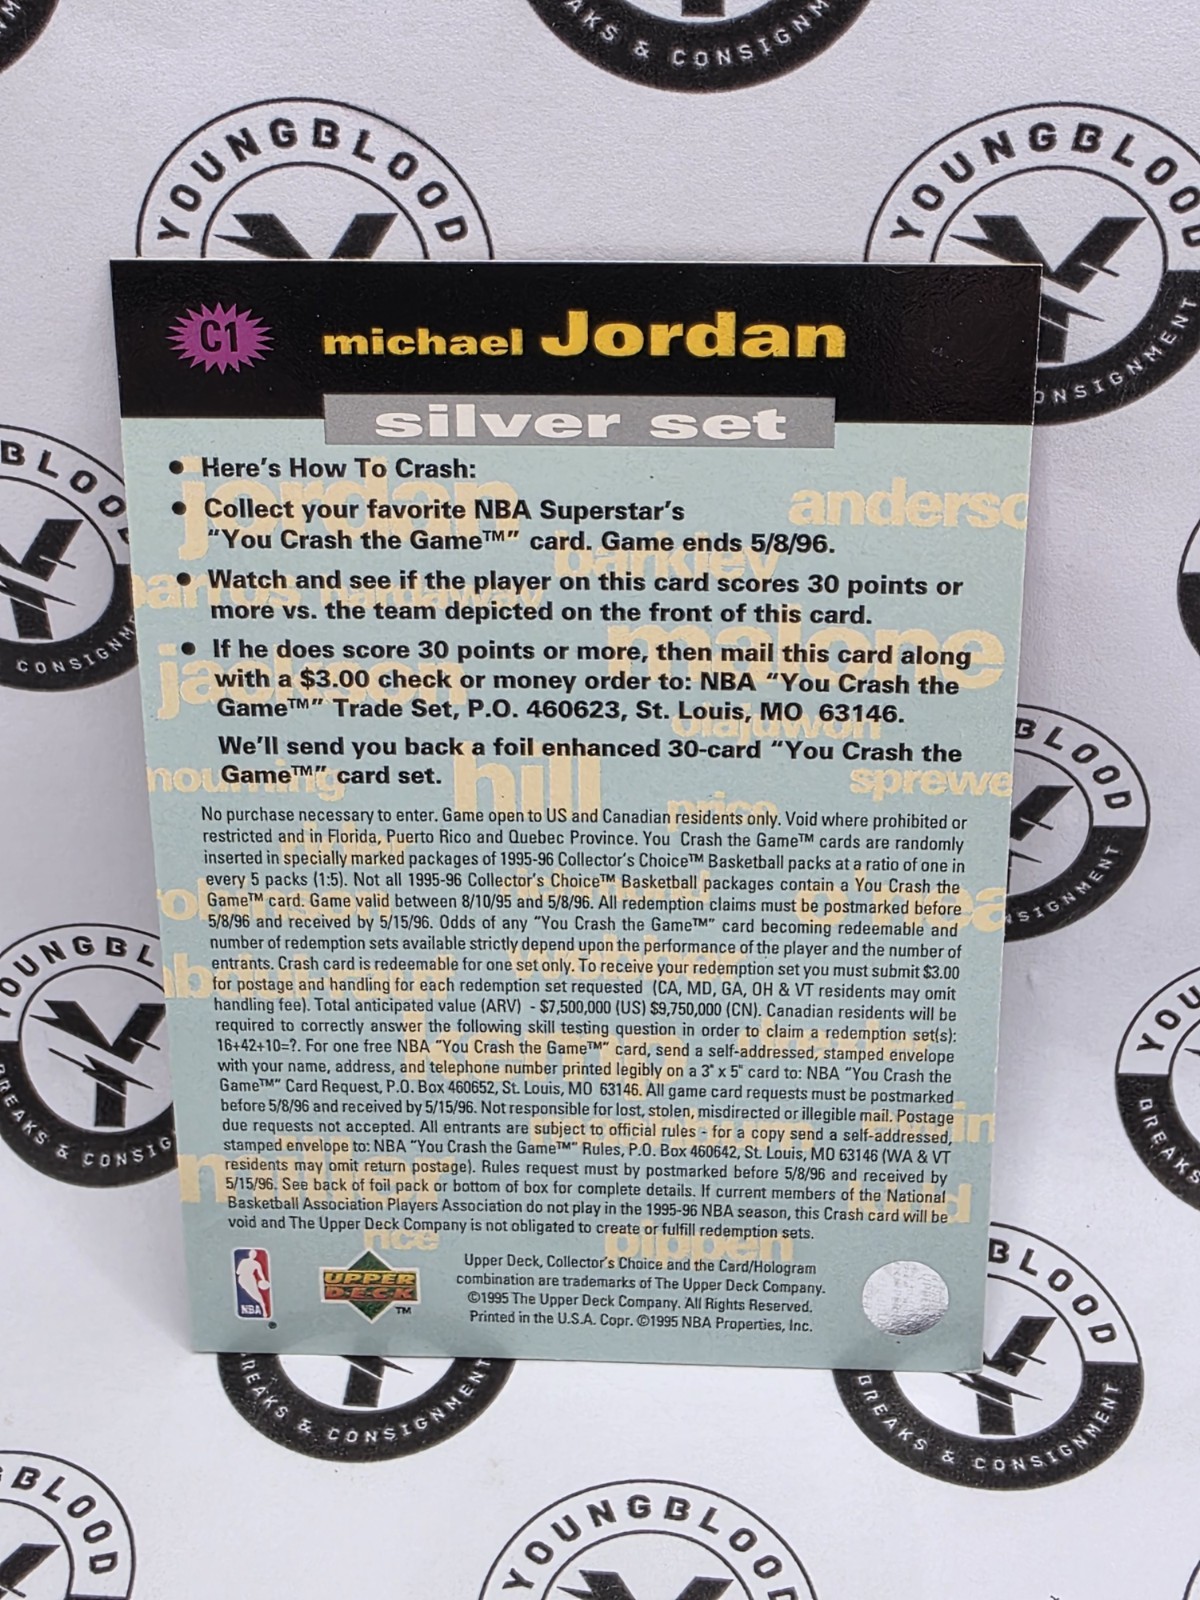 C1 michael Jordan
silver set
• Here's How To Crash:
• Collect your favorite NBA Superstar's
"You Crash the Game™" card. Game ends 5/8/96.
• Watch and see if the player on this card scores 30 points or
more vs. the team depicted on the front of this card.
• If he does score 30 points or more, then mail this card along
with a $3.00 check or money order to: NBA "You Crash the
Game™" Trade Set, P.O. 460623, St. Louis, MO 63146.
We'll send you back a foil enhanced 30-card "You Crash the
Game™" card set.
No purchase necessary to enter. Game open to US and Canadian residents only. Void where prohibited or
restricted and in Florida, Puerto Rico and Quebec Province. You Crash the Game™ cards are randomly
inserted in specially marked packages of 1995-96 Collector's Choice™ Basketball packs at a ratio of one in
every 5 packs (1:5). Not all 1995-96 Collector's Choice™ Basketball packages contain a You Crash the
Game™ card. Game valid between 8/10/95 and 5/8/96. All redemption claims must be postmarked before
5/8/96 and received by 5/15/96. Odds of any "You Crash the Game™" card becoming redeemable and
number of redemption sets available strictly depend upon the performance of the player and the number of
entrants. Crash card is redeemable for one set only. To receive your redemption set you must submit $3.00
for postage and handling for each redemption set requested (CA, MD, GA, OH & VT residents may omit
handling fee). Total anticipated value (ARV) - $7,500,000 (US) $9,750,000 (CN). Canadian residents will be
required to correctly answer the following skill testing question in order to claim a redemption set(s):
16+42+10=?. For one free NBA "You Crash the Game™" card, send a self-addressed, stamped envelope
with your name, address, and telephone number printed legibly on a 3" x 5" card to: NBA "You Crash the
Game™" Card Request, P.O. Box 460652, St. Louis, MO 63146. All game card requests must be postmarked
before 5/8/96 and received by 5/15/96. Not responsible for lost, stolen, misdirected or illegible mail. Postage
due requests not accepted. All entrants are subject to official rules - for a copy send a self-addressed,
stamped envelope to: NBA "You Crash the Game™" Rules, P.O. Box 460642, St. Louis, MO 63146 (WA & VT
residents may omit return postage). Rules request must by postmarked before 5/8/96 and received by
5/15/96. See back of foil pack or bottom of box for complete details. If current members of the National
Basketball Association Players Association do not play in the 1995-96 NBA season, this Crash card will be
void and The Upper Deck Company is not obligated to create or fulfill redemption sets.
NBA
UPPER
DECK™
Upper Deck, Collector's Choice and the Card/Hologram
combination are trademarks of The Upper Deck Company.
©1995 The Upper Deck Company. All Rights Reserved.
Printed in the U.S.A. Copr. ©1995 NBA Properties, Inc.
jordan
anderso
barkley
barros hardaway
malone
jackson
olajuwon
mourning
hill
sprewe
price
rider
robinson
webber
abdul-rauf
kemp
miller
rice
pippen
YOUNGBLOOD
YOUNGBLOOD
BREAKS & CONSIGNMENT
BREAKS & CONSIGNMENT
YOUNGBLOOD